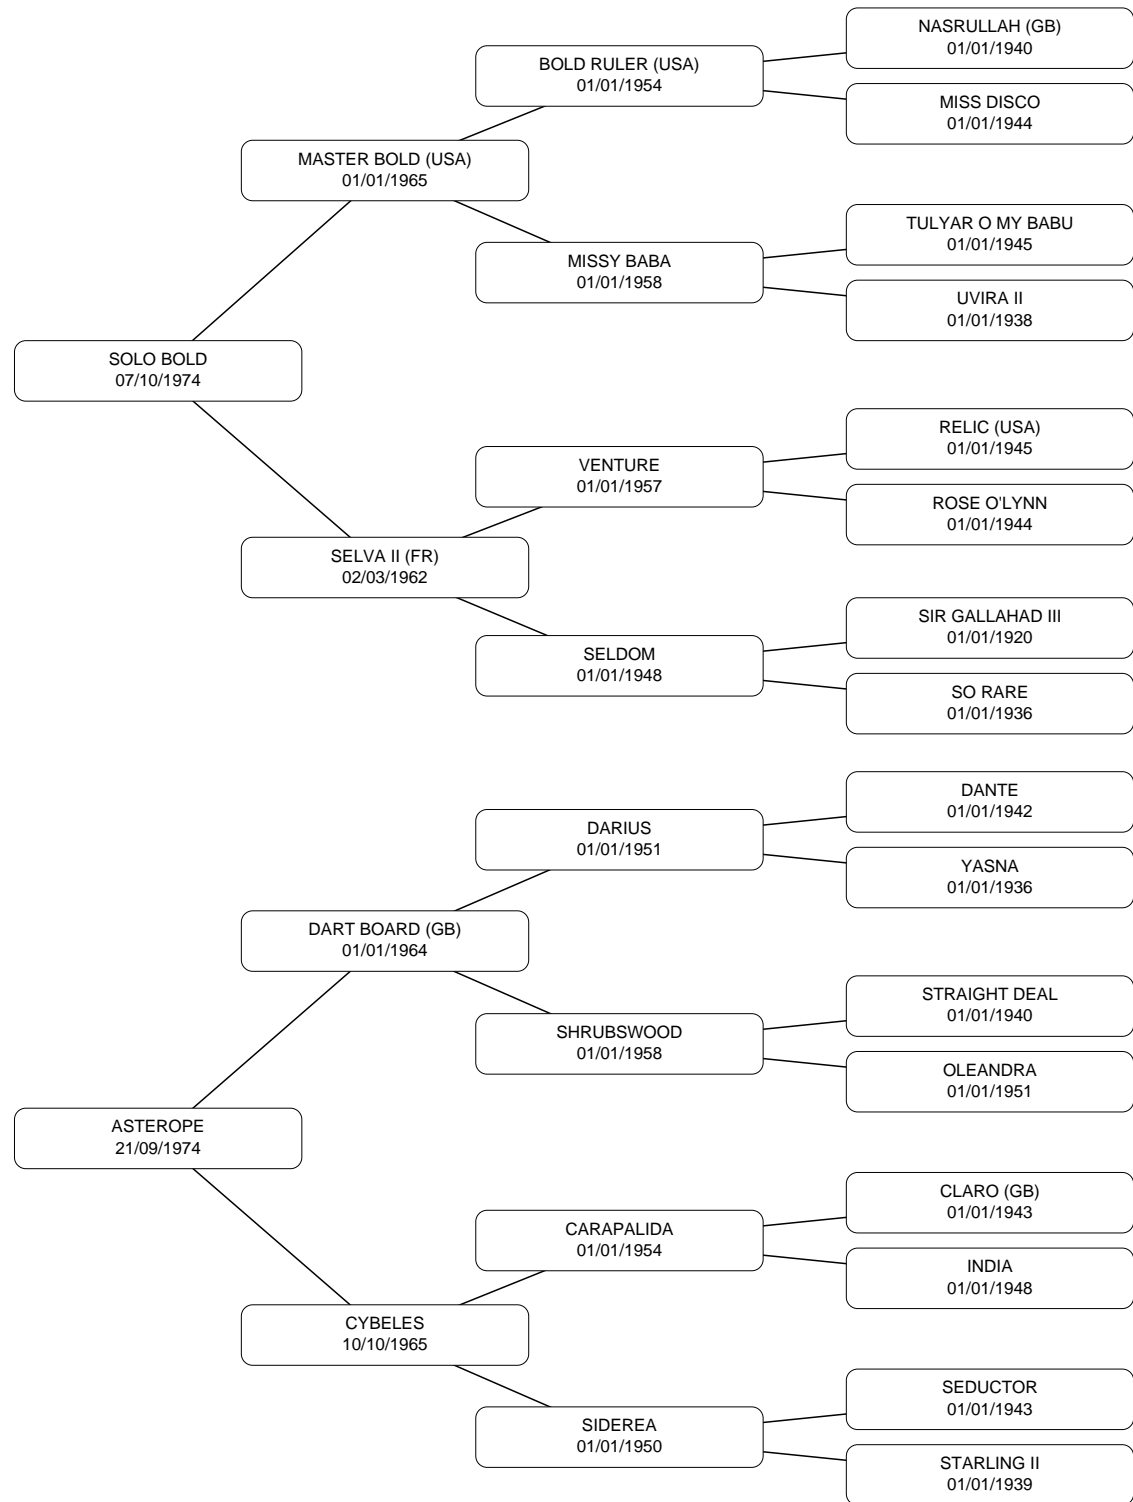 NASRULLAH (GB)
01/01/1940
BOLD RULER (USA)
01/01/1954
MISS DISCO
01/01/1944
MASTER BOLD (USA)
01/01/1965
TULYAR O MY BABU
01/01/1945
MISSY BABA
01/01/1958
UVIRA II
01/01/1938
SOLO BOLD
07/10/1974
RELIC (USA)
01/01/1945
VENTURE
01/01/1957
ROSE O'LYNN
01/01/1944
SELVA II (FR)
02/03/1962
SIR GALLAHAD III
01/01/1920
SELDOM
01/01/1948
SO RARE
01/01/1936
DANTE
01/01/1942
DARIUS
01/01/1951
YASNA
01/01/1936
DART BOARD (GB)
01/01/1964
STRAIGHT DEAL
01/01/1940
SHRUBSWOOD
01/01/1958
OLEANDRA
01/01/1951
ASTEROPE
21/09/1974
CLARO (GB)
01/01/1943
CARAPALIDA
01/01/1954
INDIA
01/01/1948
CYBELES
10/10/1965
SEDUCTOR
01/01/1943
SIDEREA
01/01/1950
STARLING II
01/01/1939